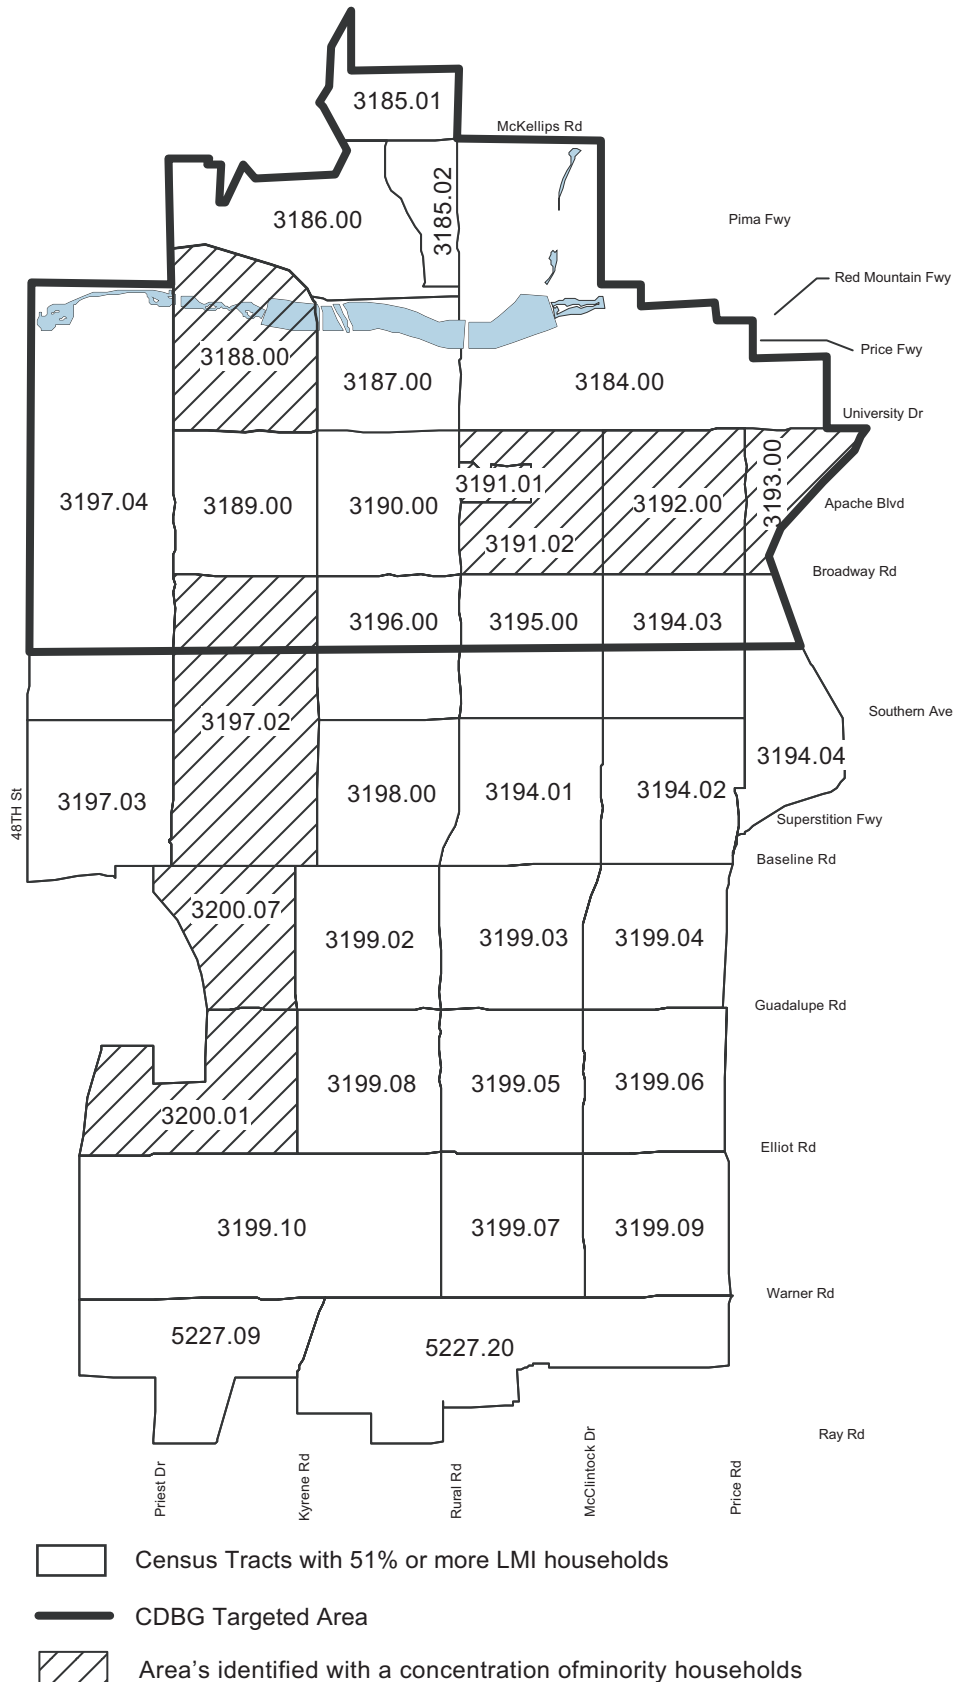 3185.01
McKellips Rd
3185.02
3186.00
Pima Fwy
Red Mountain Fwy
Price Fwy
3188.00
3187.00
3184.00
University Dr
3197.04
3189.00
3190.00
3191.01
3192.00
3193.00
Apache Blvd
3191.02
Broadway Rd
3196.00
3195.00
3194.03
Southern Ave
3197.02
3194.04
48TH St
3197.03
3198.00
3194.01
3194.02
Superstition Fwy
Baseline Rd
3200.07
3199.02
3199.03
3199.04
Guadalupe Rd
3199.08
3199.05
3199.06
3200.01
Elliot Rd
3199.10
3199.07
3199.09
Warner Rd
5227.09
5227.20
Ray Rd
Priest Dr
Kyrene Rd
Rural Rd
McClintock Dr
Price Rd
Census Tracts with 51% or more LMI households
CDBG Targeted Area
Area's identified with a concentration ofminority households